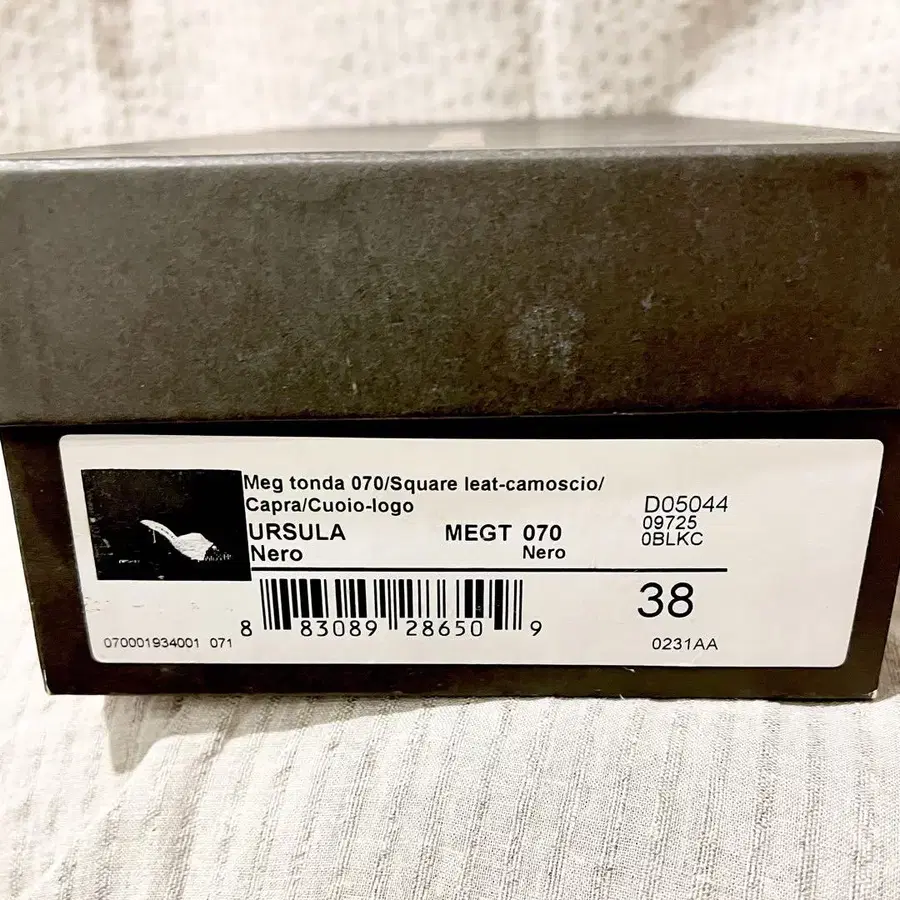 Meg tonda 070/Square leat-camoscio/
Capra/Cuoio-logo
URSULA MEGT 070
Nero Nero
D05044
09725
0BLKC
38
8 83089 28650 9
070001934001 071
0231AA